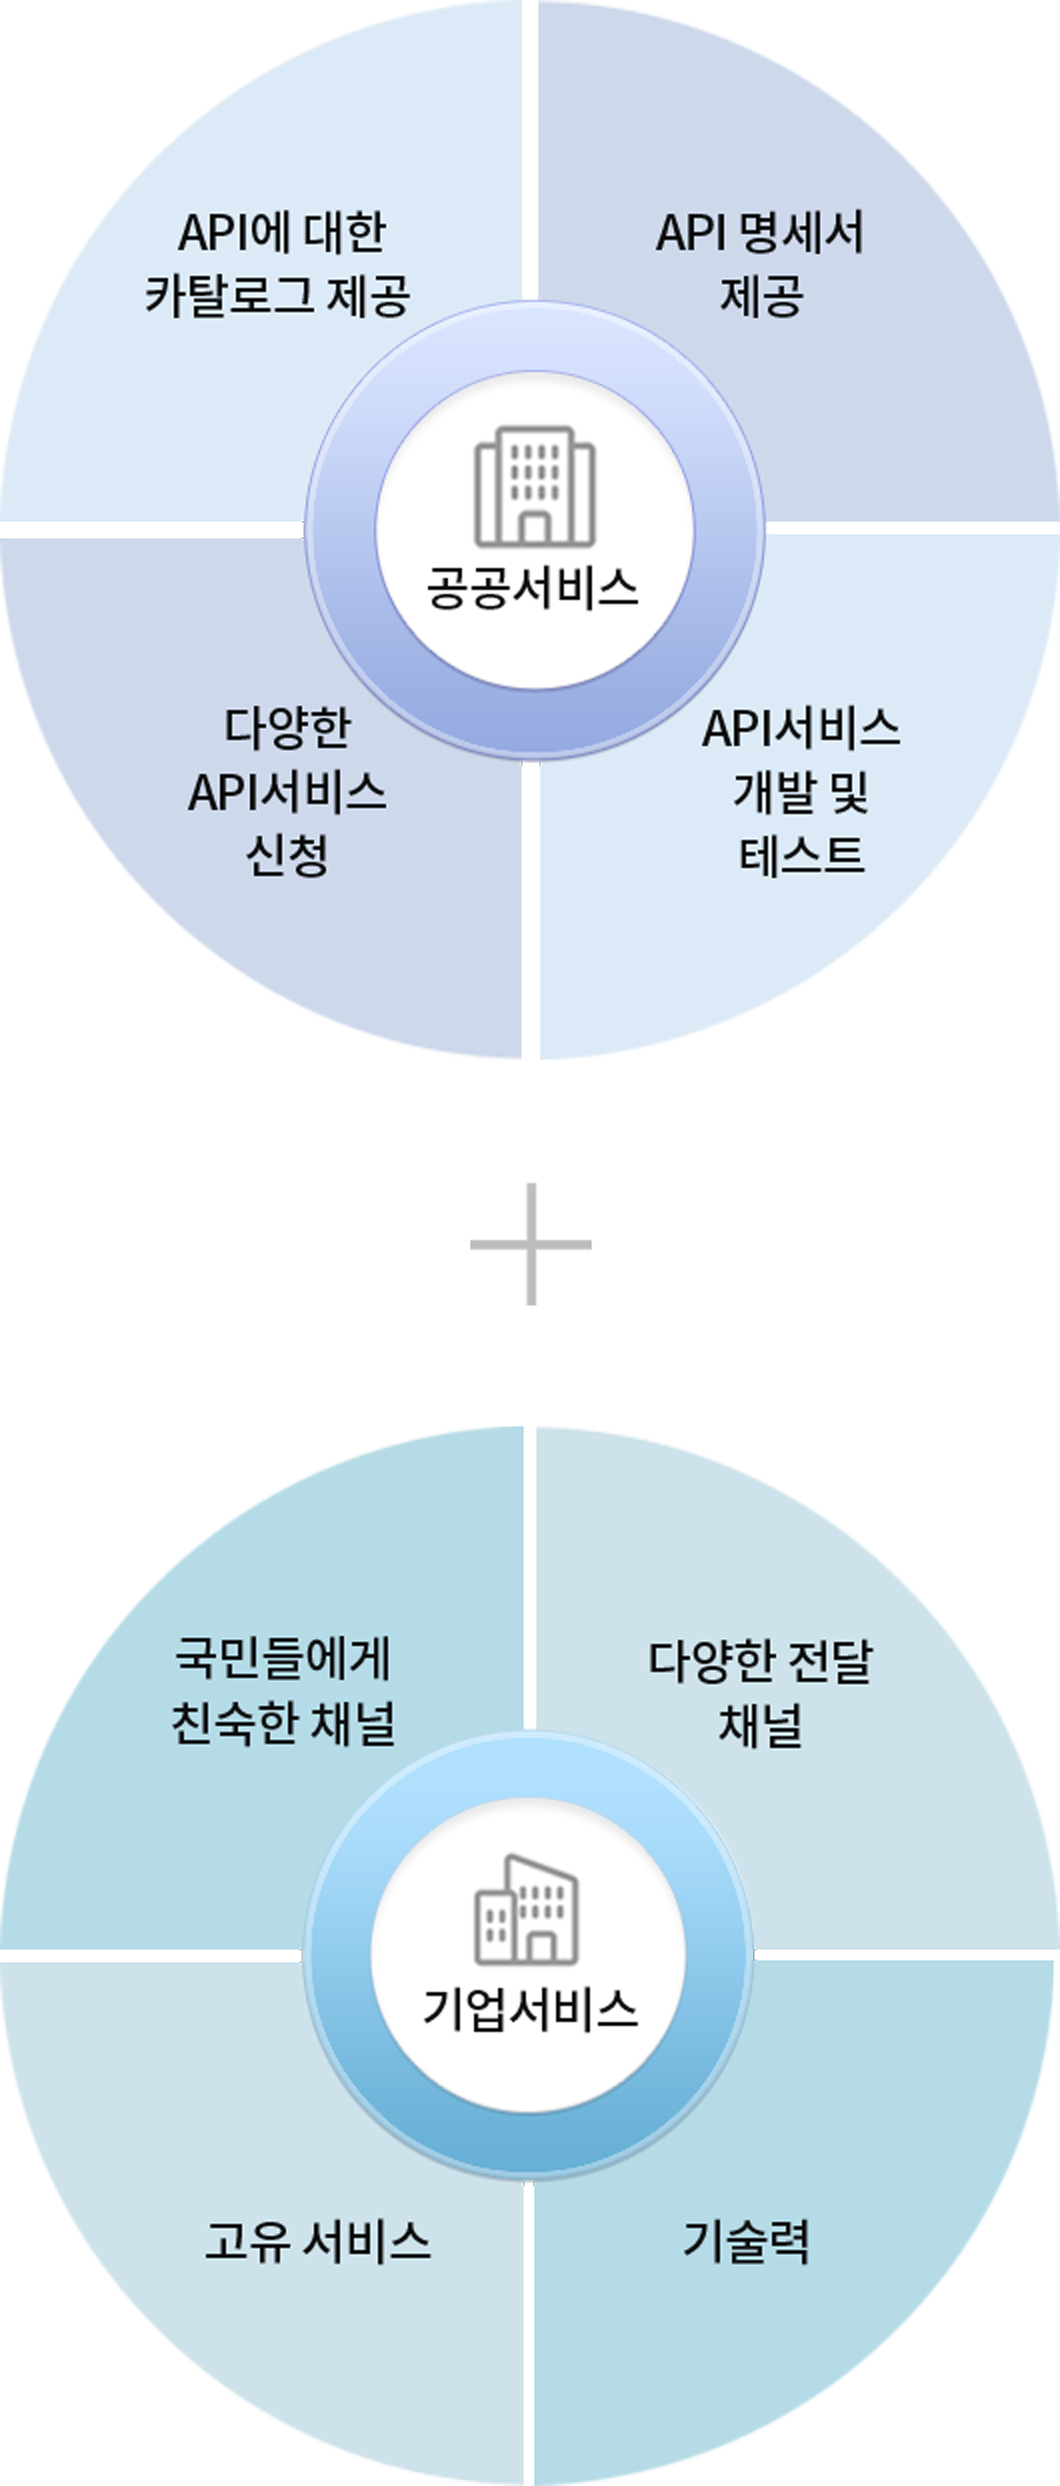 API에 대한
카탈로그 제공
API 명세서
제공
공공서비스
다양한
API서비스
신청
API서비스
개발 및
테스트
국민들에게
친숙한 채널
다양한 전달
채널
기업서비스
고유 서비스
기술력